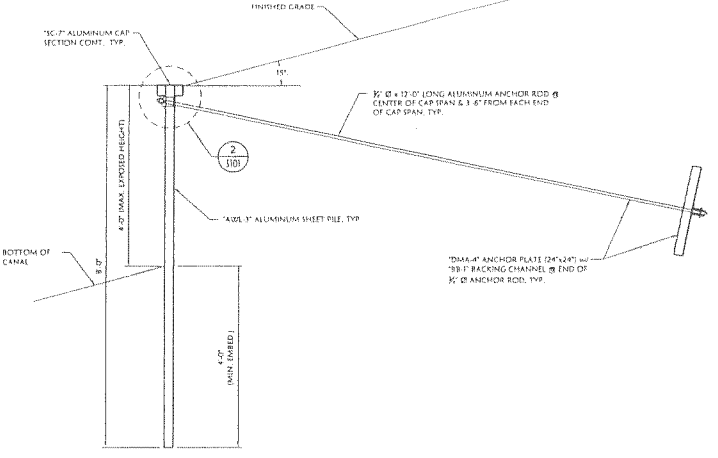 FINISHED GRADE
"SC-7" ALUMINUM CAP
SECTION CONT., TYP.
15°
¾" Ø x 12'-0" LONG ALUMINUM ANCHOR ROD @
CENTER OF CAP SPAN & 3'-6" FROM EACH END
OF CAP SPAN, TYP.
2
S101
4'-0" (MAX. EXPOSED HEIGHT)
"AWL-3" ALUMINUM SHEET PILE, TYP.
BOTTOM OF
CANAL
8'-0"
"DMA-4" ANCHOR PLATE (24"x24") w/
"BB-1" BACKING CHANNEL @ END OF
¾" Ø ANCHOR ROD, TYP.
4'-0"
(MIN. EMBED.)